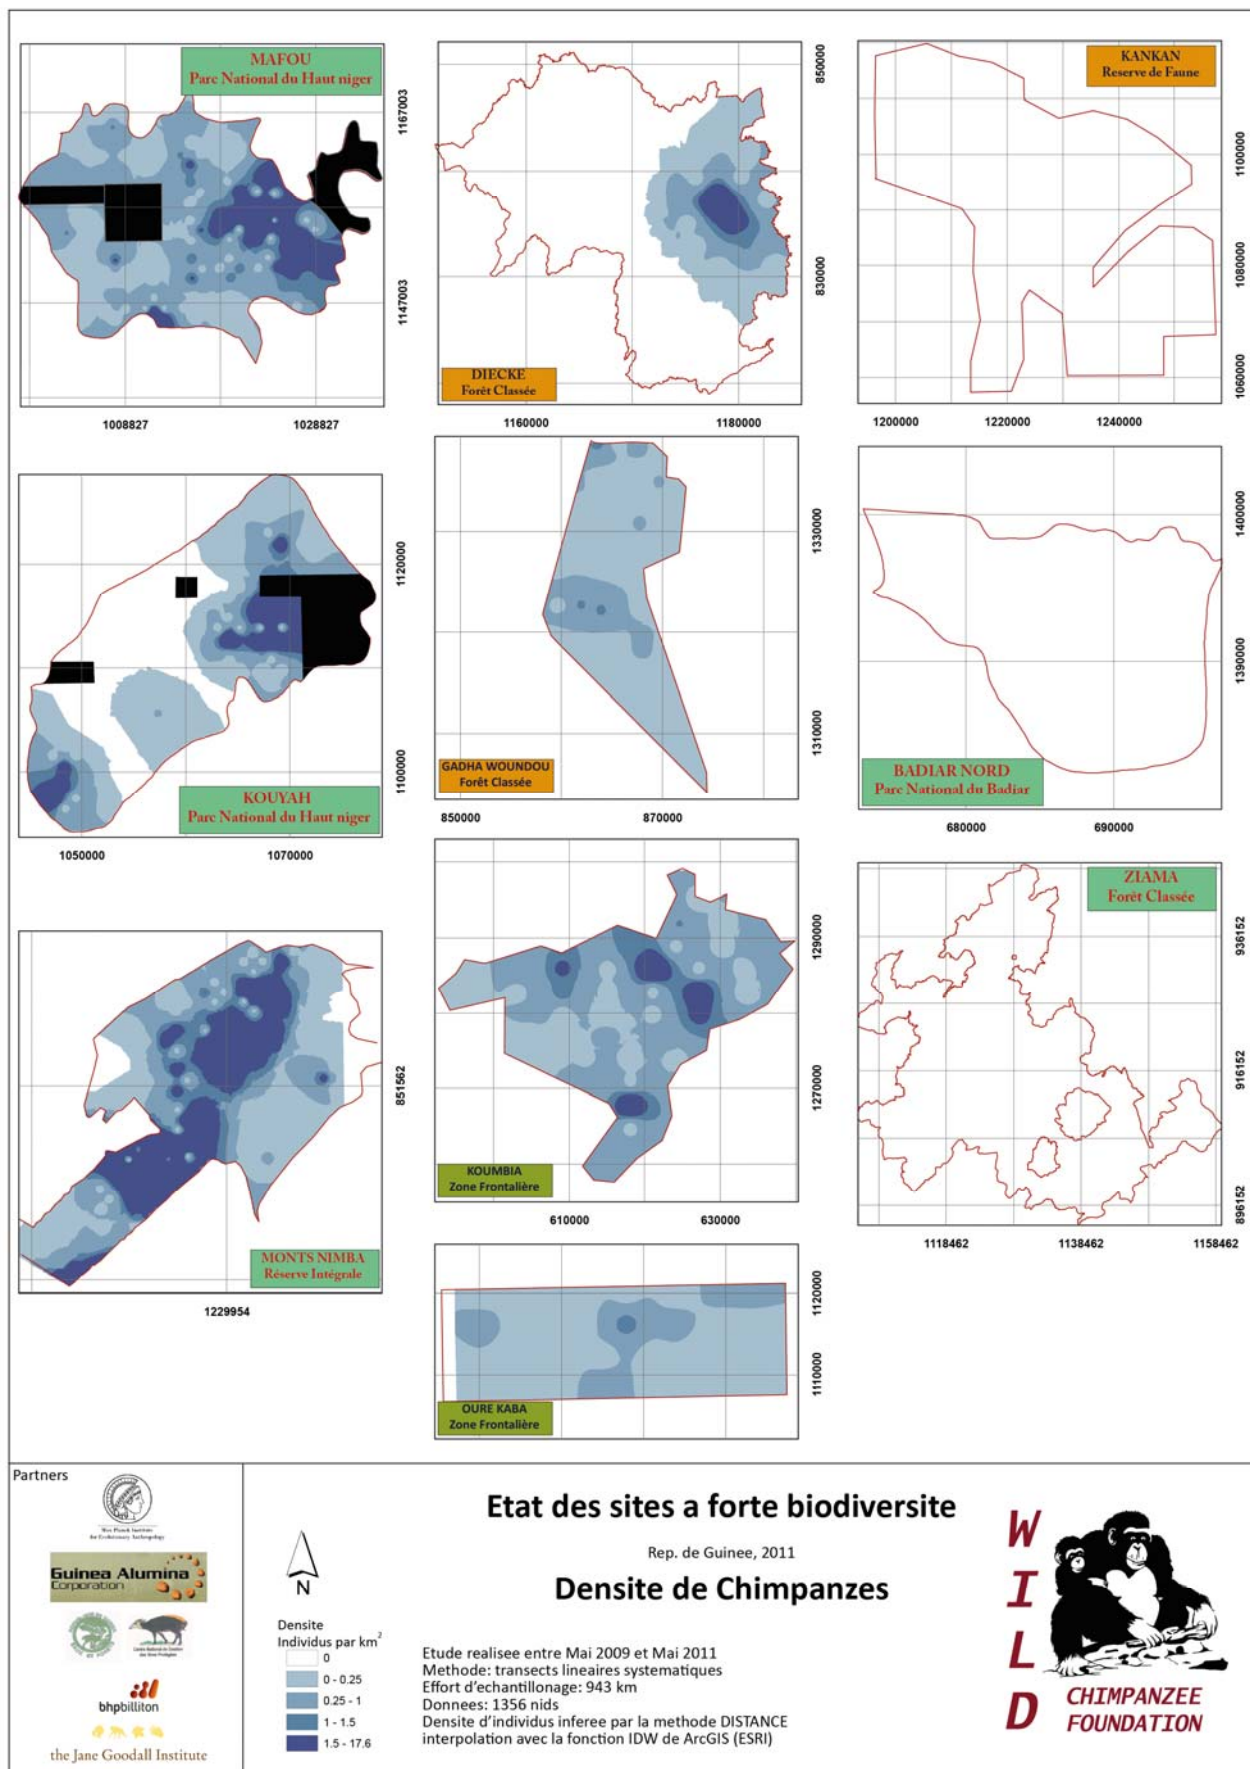 MAFOU
Parc National du Haut niger
1167003
1147003
1008827
1028827
DIECKE
Forêt Classée
850000
830000
1160000
1180000
KANKAN
Reserve de Faune
1100000
1080000
1060000
1200000
1220000
1240000
KOUYAH
Parc National du Haut niger
1120000
1100000
1050000
1070000
GADHA WOUNDOU
Forêt Classée
1330000
1310000
850000
870000
BADIAR NORD
Parc National du Badiar
1400000
1390000
680000
690000
MONTS NIMBA
Réserve Intégrale
851562
1229954
KOUMBIA
Zone Frontalière
1290000
1270000
610000
630000
ZIAMA
Forêt Classée
936152
916152
896152
1118462
1138462
1158462
OURE KABA
Zone Frontalière
1120000
1110000
Partners
Max Planck Institute
for Evolutionary Anthropology
Guinea Alumina
Corporation
bhpbilliton
the Jane Goodall Institute
N
Densite
Individus par km²
0
0 - 0.25
0.25 - 1
1 - 1.5
1.5 - 17.6
Etat des sites a forte biodiversite
Rep. de Guinee, 2011
Densite de Chimpanzes
Etude realisee entre Mai 2009 et Mai 2011
Methode: transects lineaires systematiques
Effort d'echantillonage: 943 km
Donnees: 1356 nids
Densite d'individus inferee par la methode DISTANCE
interpolation avec la fonction IDW de ArcGIS (ESRI)
WILD
CHIMPANZEE
FOUNDATION